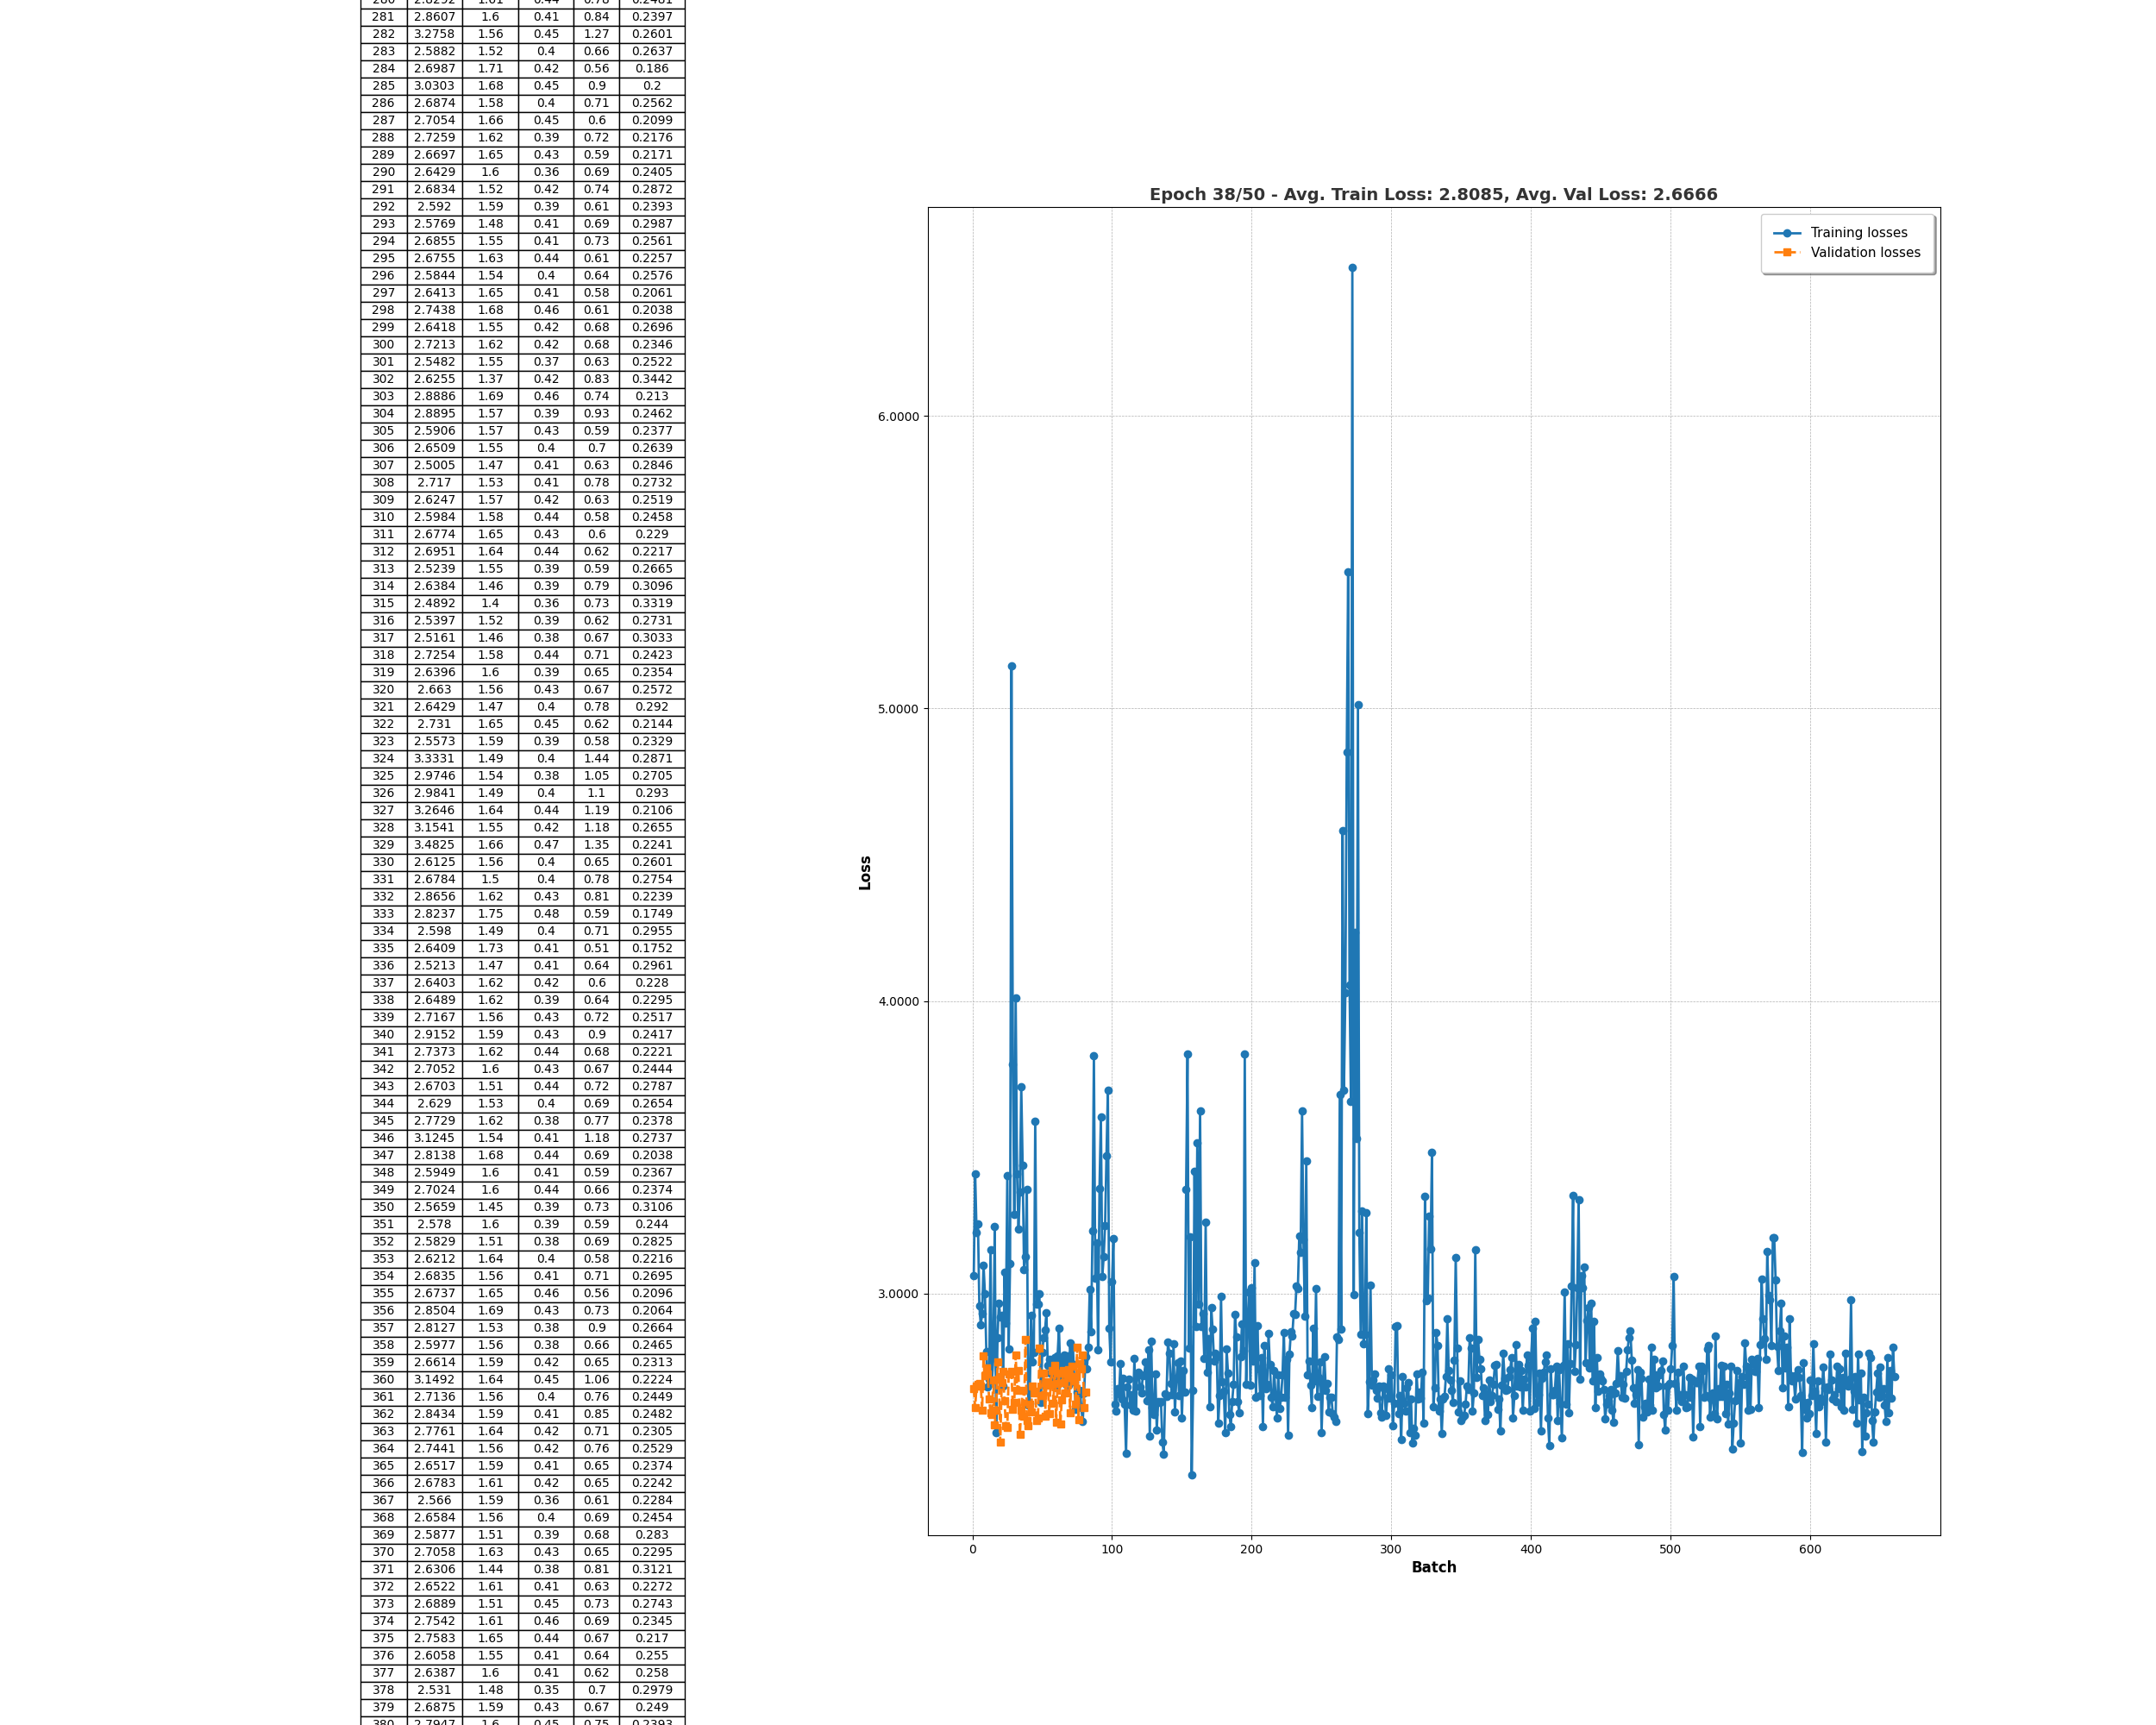 280 2.8292 1.61 0.44 0.78 0.2481
281 2.8607 1.6 0.41 0.84 0.2397
282 3.2758 1.56 0.45 1.27 0.2601
283 2.5882 1.52 0.4 0.66 0.2637
284 2.6987 1.71 0.42 0.56 0.186
285 3.0303 1.68 0.45 0.9 0.2
286 2.6874 1.58 0.4 0.71 0.2562
287 2.7054 1.66 0.45 0.6 0.2099
288 2.7259 1.62 0.39 0.72 0.2176
289 2.6697 1.65 0.43 0.59 0.2171
290 2.6429 1.6 0.36 0.69 0.2405
291 2.6834 1.52 0.42 0.74 0.2872
292 2.592 1.59 0.39 0.61 0.2393
293 2.5769 1.48 0.41 0.69 0.2987
294 2.6855 1.55 0.41 0.73 0.2561
295 2.6755 1.63 0.44 0.61 0.2257
296 2.5844 1.54 0.4 0.64 0.2576
297 2.6413 1.65 0.41 0.58 0.2061
298 2.7438 1.68 0.46 0.61 0.2038
299 2.6418 1.55 0.42 0.68 0.2696
300 2.7213 1.62 0.42 0.68 0.2346
301 2.5482 1.55 0.37 0.63 0.2522
302 2.6255 1.37 0.42 0.83 0.3442
303 2.8886 1.69 0.46 0.74 0.213
304 2.8895 1.57 0.39 0.93 0.2462
305 2.5906 1.57 0.43 0.59 0.2377
306 2.6509 1.55 0.4 0.7 0.2639
307 2.5005 1.47 0.41 0.63 0.2846
308 2.717 1.53 0.41 0.78 0.2732
309 2.6247 1.57 0.42 0.63 0.2519
310 2.5984 1.58 0.44 0.58 0.2458
311 2.6774 1.65 0.43 0.6 0.229
312 2.6951 1.64 0.44 0.62 0.2217
313 2.5239 1.55 0.39 0.59 0.2665
314 2.6384 1.46 0.39 0.79 0.3096
315 2.4892 1.4 0.36 0.73 0.3319
316 2.5397 1.52 0.39 0.62 0.2731
317 2.5161 1.46 0.38 0.67 0.3033
318 2.7254 1.58 0.44 0.71 0.2423
319 2.6396 1.6 0.39 0.65 0.2354
320 2.663 1.56 0.43 0.67 0.2572
321 2.6429 1.47 0.4 0.78 0.292
322 2.731 1.65 0.45 0.62 0.2144
323 2.5573 1.59 0.39 0.58 0.2329
324 3.3331 1.49 0.4 1.44 0.2871
325 2.9746 1.54 0.38 1.05 0.2705
326 2.9841 1.49 0.4 1.1 0.293
327 3.2646 1.64 0.44 1.19 0.2106
328 3.1541 1.55 0.42 1.18 0.2655
329 3.4825 1.66 0.47 1.35 0.2241
330 2.6125 1.56 0.4 0.65 0.2601
331 2.6784 1.5 0.4 0.78 0.2754
332 2.8656 1.62 0.43 0.81 0.2239
333 2.8237 1.75 0.48 0.59 0.1749
334 2.598 1.49 0.4 0.71 0.2955
335 2.6409 1.73 0.41 0.51 0.1752
336 2.5213 1.47 0.41 0.64 0.2961
337 2.6403 1.62 0.42 0.6 0.228
338 2.6489 1.62 0.39 0.64 0.2295
339 2.7167 1.56 0.43 0.72 0.2517
340 2.9152 1.59 0.43 0.9 0.2417
341 2.7373 1.62 0.44 0.68 0.2221
342 2.7052 1.6 0.43 0.67 0.2444
343 2.6703 1.51 0.44 0.72 0.2787
344 2.629 1.53 0.4 0.69 0.2654
345 2.7729 1.62 0.38 0.77 0.2378
346 3.1245 1.54 0.41 1.18 0.2737
347 2.8138 1.68 0.44 0.69 0.2038
348 2.5949 1.6 0.41 0.59 0.2367
349 2.7024 1.6 0.44 0.66 0.2374
350 2.5659 1.45 0.39 0.73 0.3106
351 2.578 1.6 0.39 0.59 0.244
352 2.5829 1.51 0.38 0.69 0.2825
353 2.6212 1.64 0.4 0.58 0.2216
354 2.6835 1.56 0.41 0.71 0.2695
355 2.6737 1.65 0.46 0.56 0.2096
356 2.8504 1.69 0.43 0.73 0.2064
357 2.8127 1.53 0.38 0.9 0.2664
358 2.5977 1.56 0.38 0.66 0.2465
359 2.6614 1.59 0.42 0.65 0.2313
360 3.1492 1.64 0.45 1.06 0.2224
361 2.7136 1.56 0.4 0.76 0.2449
362 2.8434 1.59 0.41 0.85 0.2482
363 2.7761 1.64 0.42 0.71 0.2305
364 2.7441 1.56 0.42 0.76 0.2529
365 2.6517 1.59 0.41 0.65 0.2374
366 2.6783 1.61 0.42 0.65 0.2242
367 2.566 1.59 0.36 0.61 0.2284
368 2.6584 1.56 0.4 0.69 0.2454
369 2.5877 1.51 0.39 0.68 0.283
370 2.7058 1.63 0.43 0.65 0.2295
371 2.6306 1.44 0.38 0.81 0.3121
372 2.6522 1.61 0.41 0.63 0.2272
373 2.6889 1.51 0.45 0.73 0.2743
374 2.7542 1.61 0.46 0.69 0.2345
375 2.7583 1.65 0.44 0.67 0.217
376 2.6058 1.55 0.41 0.64 0.255
377 2.6387 1.6 0.41 0.62 0.258
378 2.531 1.48 0.35 0.7 0.2979
379 2.6875 1.59 0.43 0.67 0.249
380 2.7947 1.6 0.45 0.75 0.2393
Epoch 38/50 - Avg. Train Loss: 2.8085, Avg. Val Loss: 2.6666
Training losses
Validation losses
6.0000
5.0000
4.0000
3.0000
Loss
0 100 200 300 400 500 600
Batch